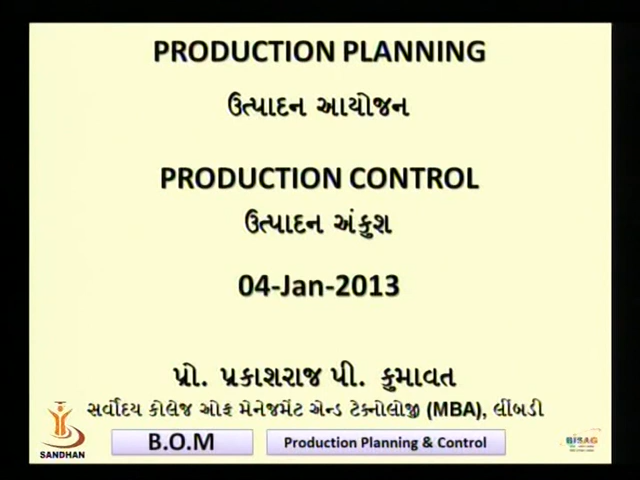 PRODUCTION PLANNING
ઉત્પાદન આયોજન
PRODUCTION CONTROL
ઉત્પાદન અંકુશ
04-Jan-2013
પ્રો. પ્રકાશરાજ પી. કુમાવત
સર્વોદય કોલેજ ઓફ મેનેજમેંટ એન્ડ ટેક્નોલોજી (MBA), લીંબડી
SANDHAN
B.O.M
Production Planning & Control
BISAG